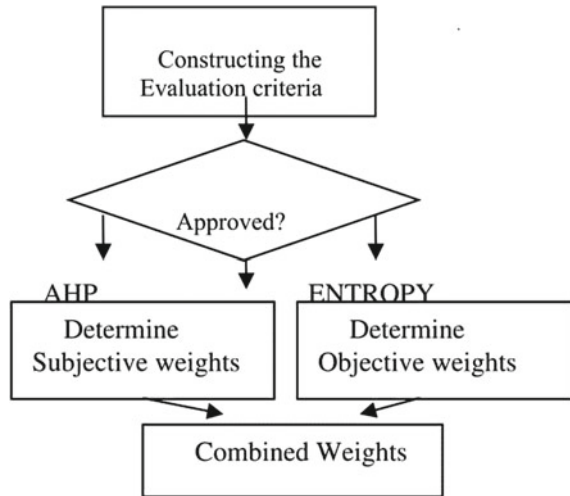 Constructing the
Evaluation criteria
Approved?
AHP
ENTROPY
Determine
Subjective weights
Determine
Objective weights
Combined Weights